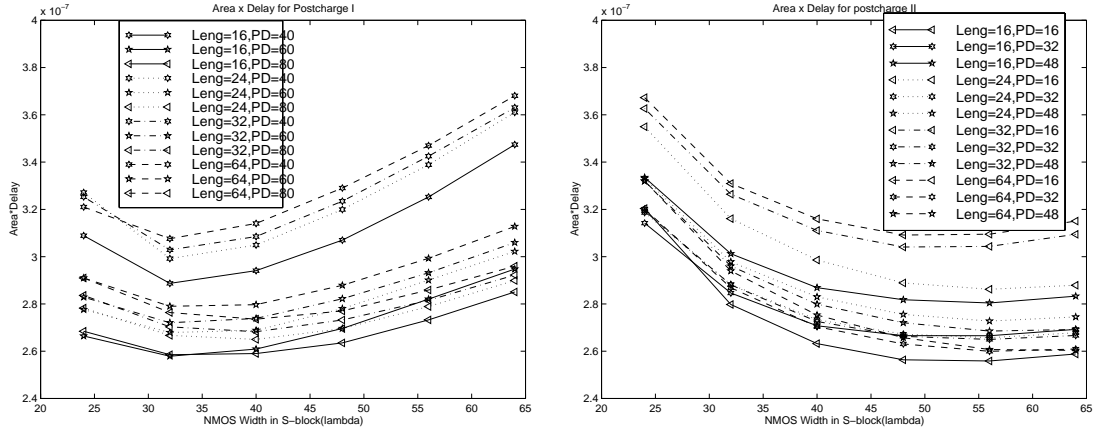 Area x Delay for Postcharge I
x 10⁻⁷
4
3.8
3.6
3.4
3.2
3
2.8
2.6
2.4
Area*Delay
Leng=16,PD=40
Leng=16,PD=60
Leng=16,PD=80
Leng=24,PD=40
Leng=24,PD=60
Leng=24,PD=80
Leng=32,PD=40
Leng=32,PD=60
Leng=32,PD=80
Leng=64,PD=40
Leng=64,PD=60
Leng=64,PD=80
20 25 30 35 40 45 50 55 60 65
NMOS Width in S−block(lambda)
Area x Delay for postcharge II
x 10⁻⁷
4
3.8
3.6
3.4
3.2
3
2.8
2.6
2.4
Area*Delay
Leng=16,PD=16
Leng=16,PD=32
Leng=16,PD=48
Leng=24,PD=16
Leng=24,PD=32
Leng=24,PD=48
Leng=32,PD=16
Leng=32,PD=32
Leng=32,PD=48
Leng=64,PD=16
Leng=64,PD=32
Leng=64,PD=48
20 25 30 35 40 45 50 55 60 65
NMOS Width in S−block(lambda)